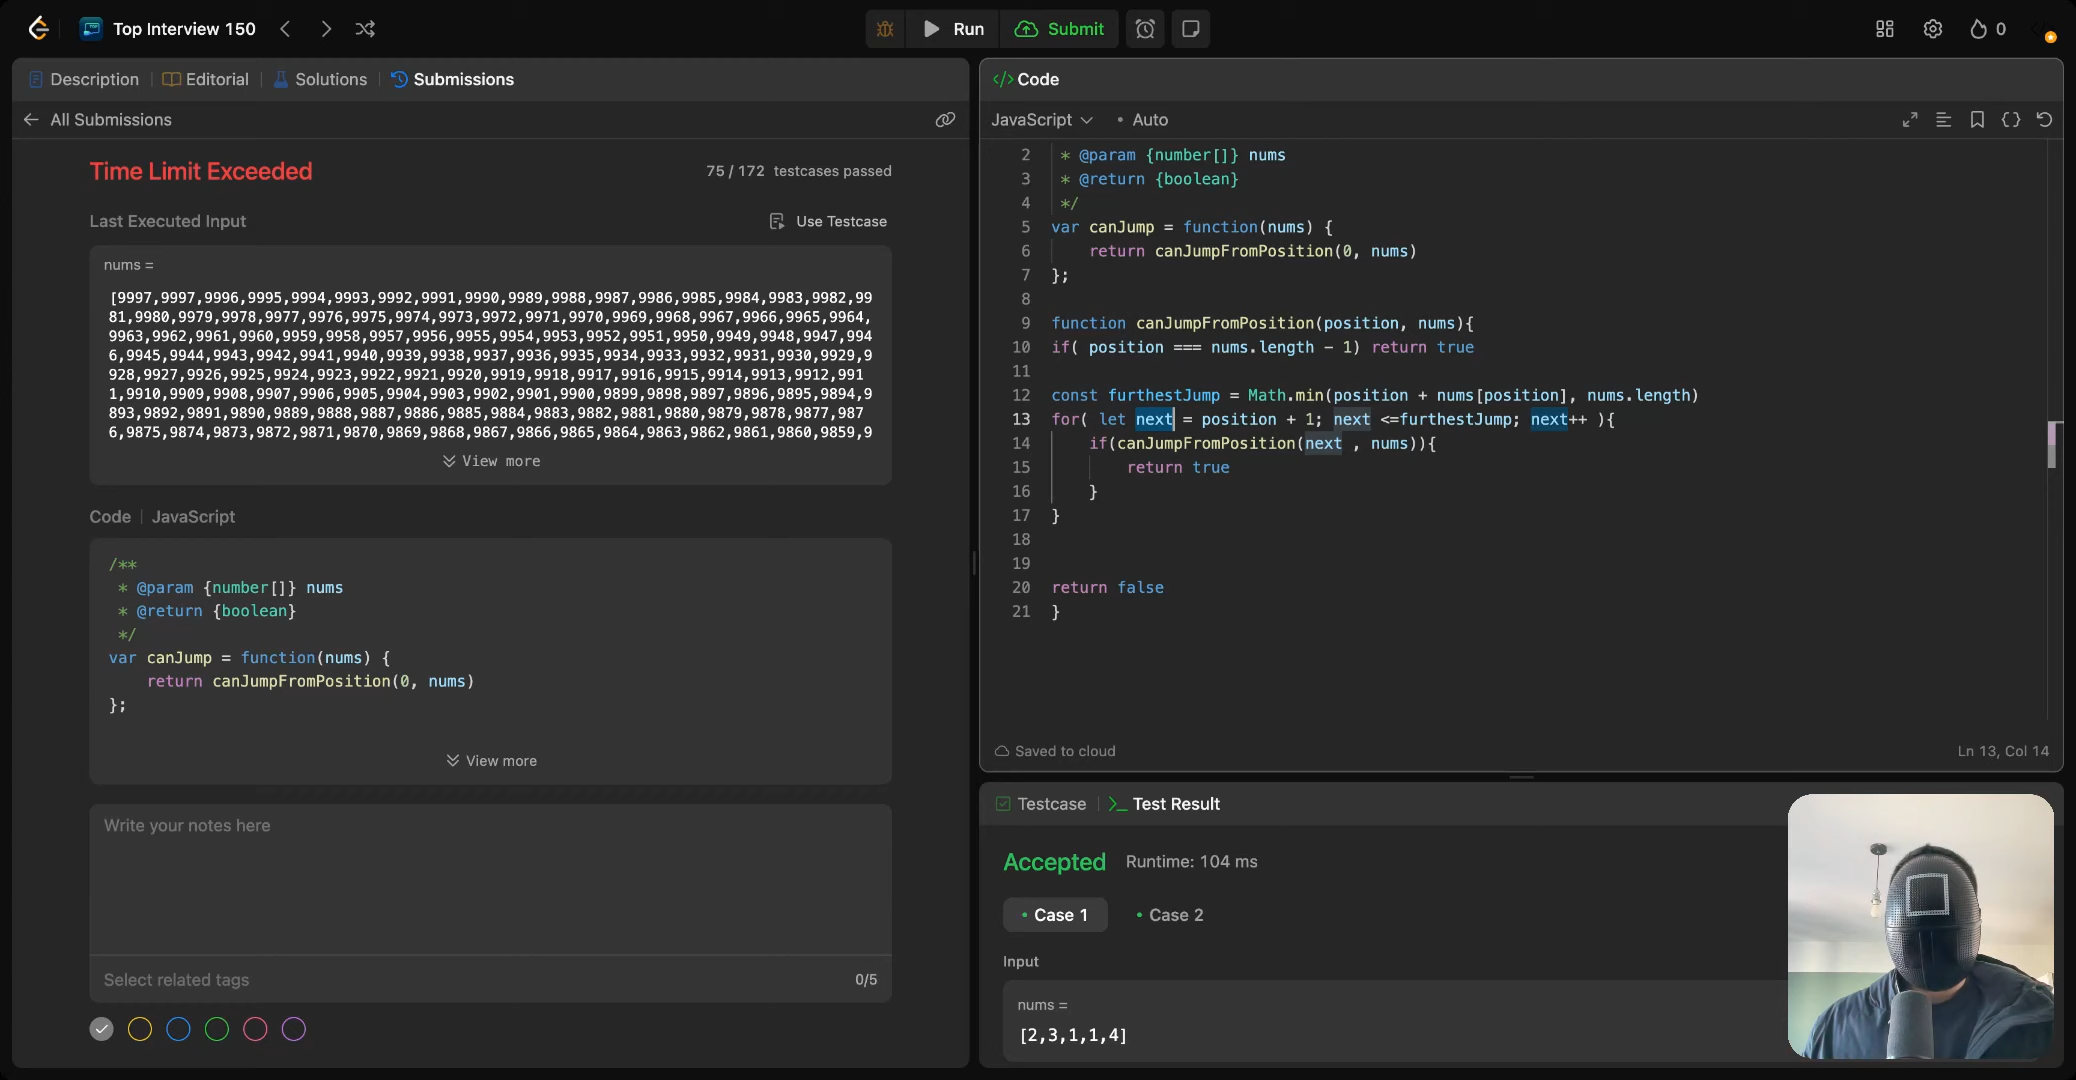 Top Interview 150
Run
Submit
0
Description
Editorial
Solutions
Submissions
All Submissions
Time Limit Exceeded
75 / 172 testcases passed
Last Executed Input
Use Testcase
nums =
[9997,9997,9996,9995,9994,9993,9992,9991,9990,9989,9988,9987,9986,9985,9984,9983,9982,99
81,9980,9979,9978,9977,9976,9975,9974,9973,9972,9971,9970,9969,9968,9967,9966,9965,9964,
9963,9962,9961,9960,9959,9958,9957,9956,9955,9954,9953,9952,9951,9950,9949,9948,9947,994
6,9945,9944,9943,9942,9941,9940,9939,9938,9937,9936,9935,9934,9933,9932,9931,9930,9929,9
928,9927,9926,9925,9924,9923,9922,9921,9920,9919,9918,9917,9916,9915,9914,9913,9912,991
1,9910,9909,9908,9907,9906,9905,9904,9903,9902,9901,9900,9899,9898,9897,9896,9895,9894,9
893,9892,9891,9890,9889,9888,9887,9886,9885,9884,9883,9882,9881,9880,9879,9878,9877,987
6,9875,9874,9873,9872,9871,9870,9869,9868,9867,9866,9865,9864,9863,9862,9861,9860,9859,9
View more
Code | JavaScript
/**
* @param {number[]} nums
* @return {boolean}
*/
var canJump = function(nums) {
return canJumpFromPosition(0, nums)
};
View more
Write your notes here
Select related tags
0/5
</> Code
JavaScript
• Auto
2 * @param {number[]} nums
3 * @return {boolean}
4 */
5 var canJump = function(nums) {
6 return canJumpFromPosition(0, nums)
7 };
8
9 function canJumpFromPosition(position, nums){
10 if( position === nums.length - 1) return true
11
12 const furthestJump = Math.min(position + nums[position], nums.length)
13 for( let next = position + 1; next <=furthestJump; next++ ){
14 if(canJumpFromPosition(next , nums)){
15 return true
16 }
17 }
18
19
20 return false
21 }
Saved to cloud
Ln 13, Col 14
Testcase
>_ Test Result
Accepted
Runtime: 104 ms
• Case 1
• Case 2
Input
nums =
[2,3,1,1,4]